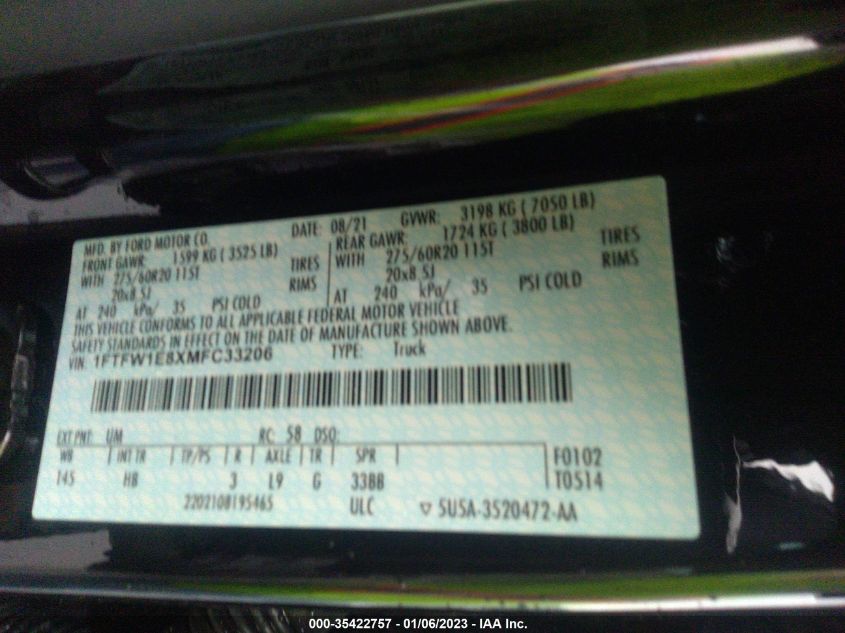 MFD. BY FORD MOTOR CO.
DATE: 08/21 GVWR: 3198 KG ( 7050 LB)
FRONT GAWR: 1599 KG ( 3525 LB)
WITH 275/60R20 115T TIRES
20x8.5J RIMS
AT 240 kPa/ 35 PSI COLD
REAR GAWR: 1724 KG ( 3800 LB)
WITH 275/60R20 115T TIRES
20x8.5J RIMS
AT 240 kPa/ 35 PSI COLD
THIS VEHICLE CONFORMS TO ALL APPLICABLE FEDERAL MOTOR VEHICLE
SAFETY STANDARDS IN EFFECT ON THE DATE OF MANUFACTURE SHOWN ABOVE.
VIN: 1FTFW1E8XMFC33206 TYPE: Truck
EXT PNT: UM RC: 58 DSO:
WB INT TR TP/PS R AXLE TR SPR
145 HB 3 L9 G 33BB
F0102
T0514
2202108195465 ULC ▽ 5U5A-3520472-AA
000-35422757 - 01/06/2023 - IAA Inc.